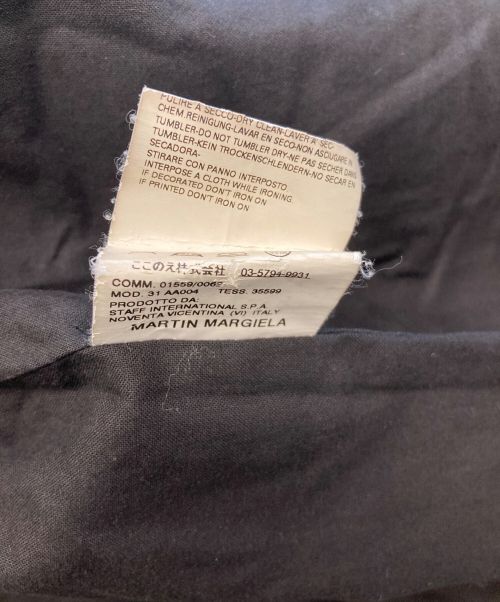 PULIRE A SECCO-DRY CLEAN-LAVER A' SEC-
CHEM.REINIGUNG-LAVAR EN SECO-NON ASCIUGARE IN
TUMBLER-DO NOT TUMBLER DRY-NE PAS SECHER DANS
TUMBLER-KEIN TROCKENSCHLENDERN-NO SECAR EN
SECADORA-
STIRARE CON PANNO INTERPOSTO
INTERPOSE A CLOTH WHILE IRONING
IF DECORATED DON'T IRON ON
IF PRINTED DON'T IRON ON
ここのえ株式会社 03-5794-9931
COMM. 01559/0069
MOD. 31 AA004 TESS. 35599
PRODOTTO DA:
STAFF INTERNATIONAL S.P.A.
NOVENTA VICENTINA (VI) ITALY
MARTIN MARGIELA